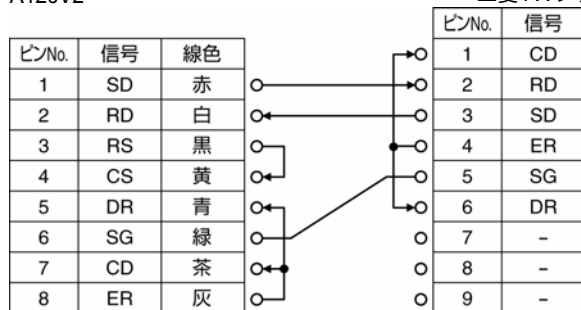 ピンNo. 信号
ピンNo. 信号 線色 1 CD
1 SD 赤 2 RD
2 RD 白 3 SD
3 RS 黒 4 ER
4 CS 黄 5 SG
5 DR 青 6 DR
6 SG 緑 7 −
7 CD 茶 8 −
8 ER 灰 9 −